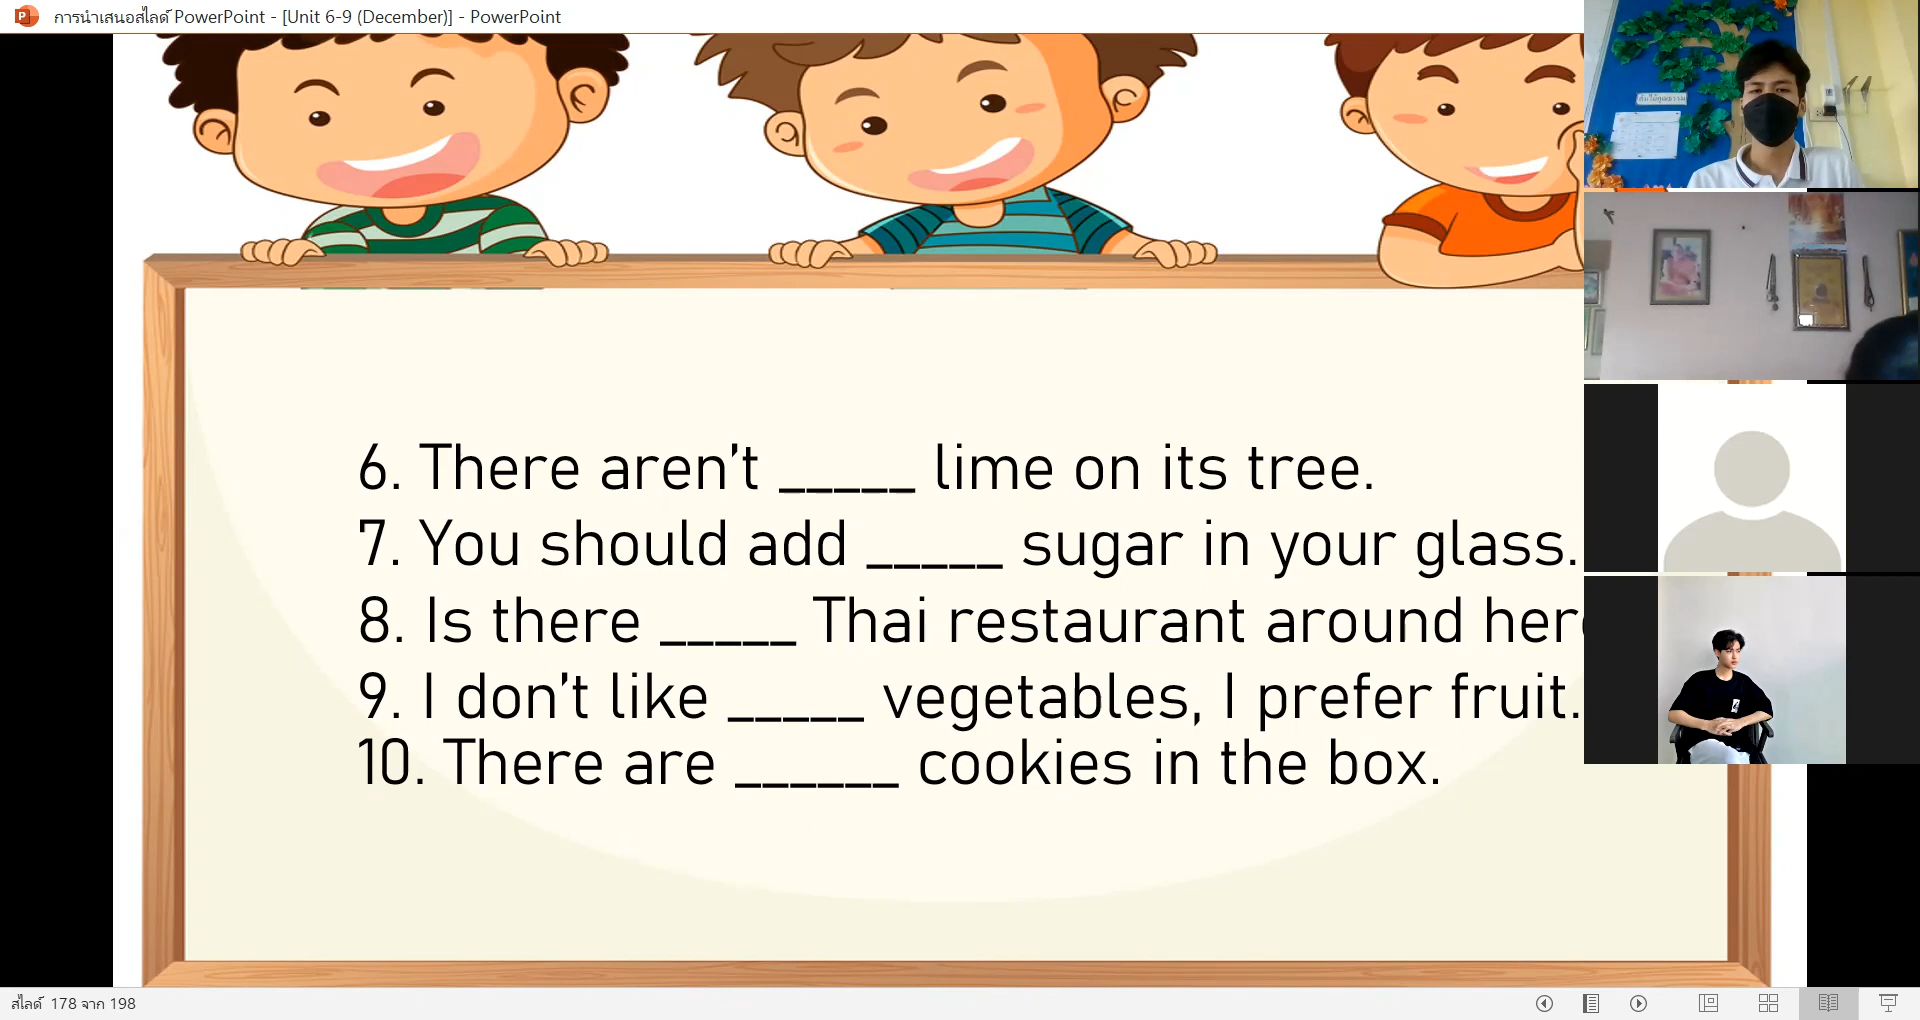 การนำเสนอสไลด์ PowerPoint - [Unit 6-9 (December)] - PowerPoint
6. There aren't _____ lime on its tree.
7. You should add _____ sugar in your glass.
8. Is there _____ Thai restaurant around her
9. I don't like _____ vegetables, I prefer fruit.
10. There are ______ cookies in the box.
สไลด์ 178 จาก 198